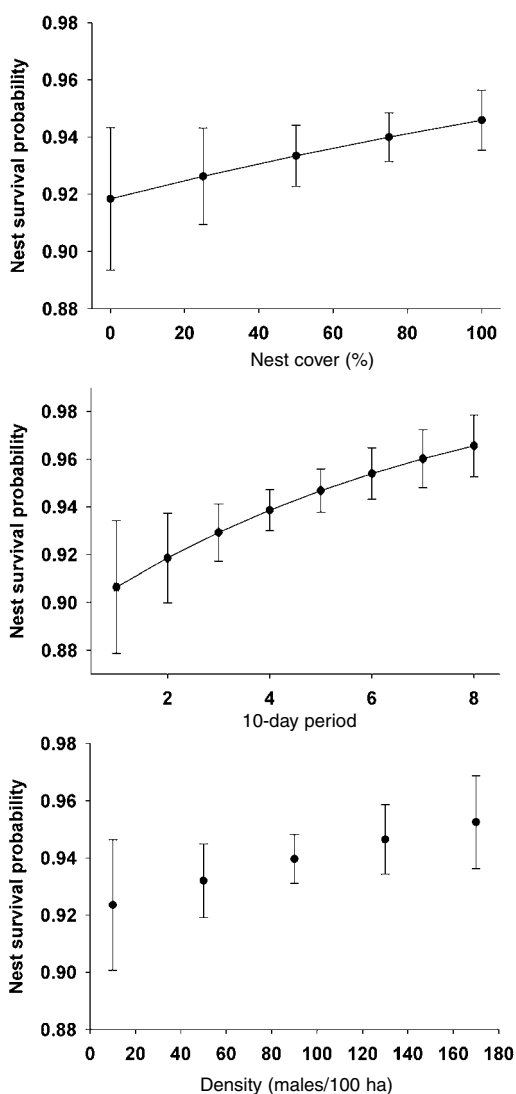 Nest survival probability
0.98
0.96
0.94
0.92
0.90
0.88
0 20 40 60 80 100
Nest cover (%)
Nest survival probability
0.98
0.96
0.94
0.92
0.90
0.88
2 4 6 8
10-day period
Nest survival probability
0.98
0.96
0.94
0.92
0.90
0.88
0 20 40 60 80 100 120 140 160 180
Density (males/100 ha)